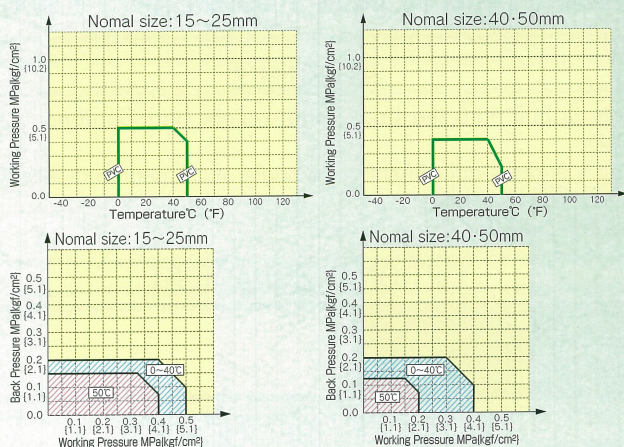 Nomal size:15～25mm
Working Pressure MPa{kgf/cm²}
1.0
{10.2}
0.5
{5.1}
0.0
PVC
PVC
-40 -20 0 20 40 60 80 100 120
Temperature℃ (°F)
Nomal size:40·50mm
Working Pressure MPa{kgf/cm²}
1.0
{10.2}
0.5
{5.1}
0.0
PVC
PVC
-40 -20 0 20 40 60 80 100 120
Temperature℃ (°F)
Nomal size:15～25mm
Back Pressure MPa{kgf/cm²}
0.5
{5.1}
0.4
{4.1}
0.3
{3.1}
0.2
{2.1}
0.1
{1.1}
0.0
0～40℃
50℃
0.1 0.2 0.3 0.4 0.5
{1.1} {2.1} {3.1} {4.1} {5.1}
Working Pressure MPa{kgf/cm²}
Nomal size:40·50mm
Back Pressure MPa{kgf/cm²}
0.5
{5.1}
0.4
{4.1}
0.3
{3.1}
0.2
{2.1}
0.1
{1.1}
0.0
0～40℃
50℃
0.1 0.2 0.3 0.4 0.5
{1.1} {2.1} {3.1} {4.1} {5.1}
Working Pressure MPa{kgf/cm²}